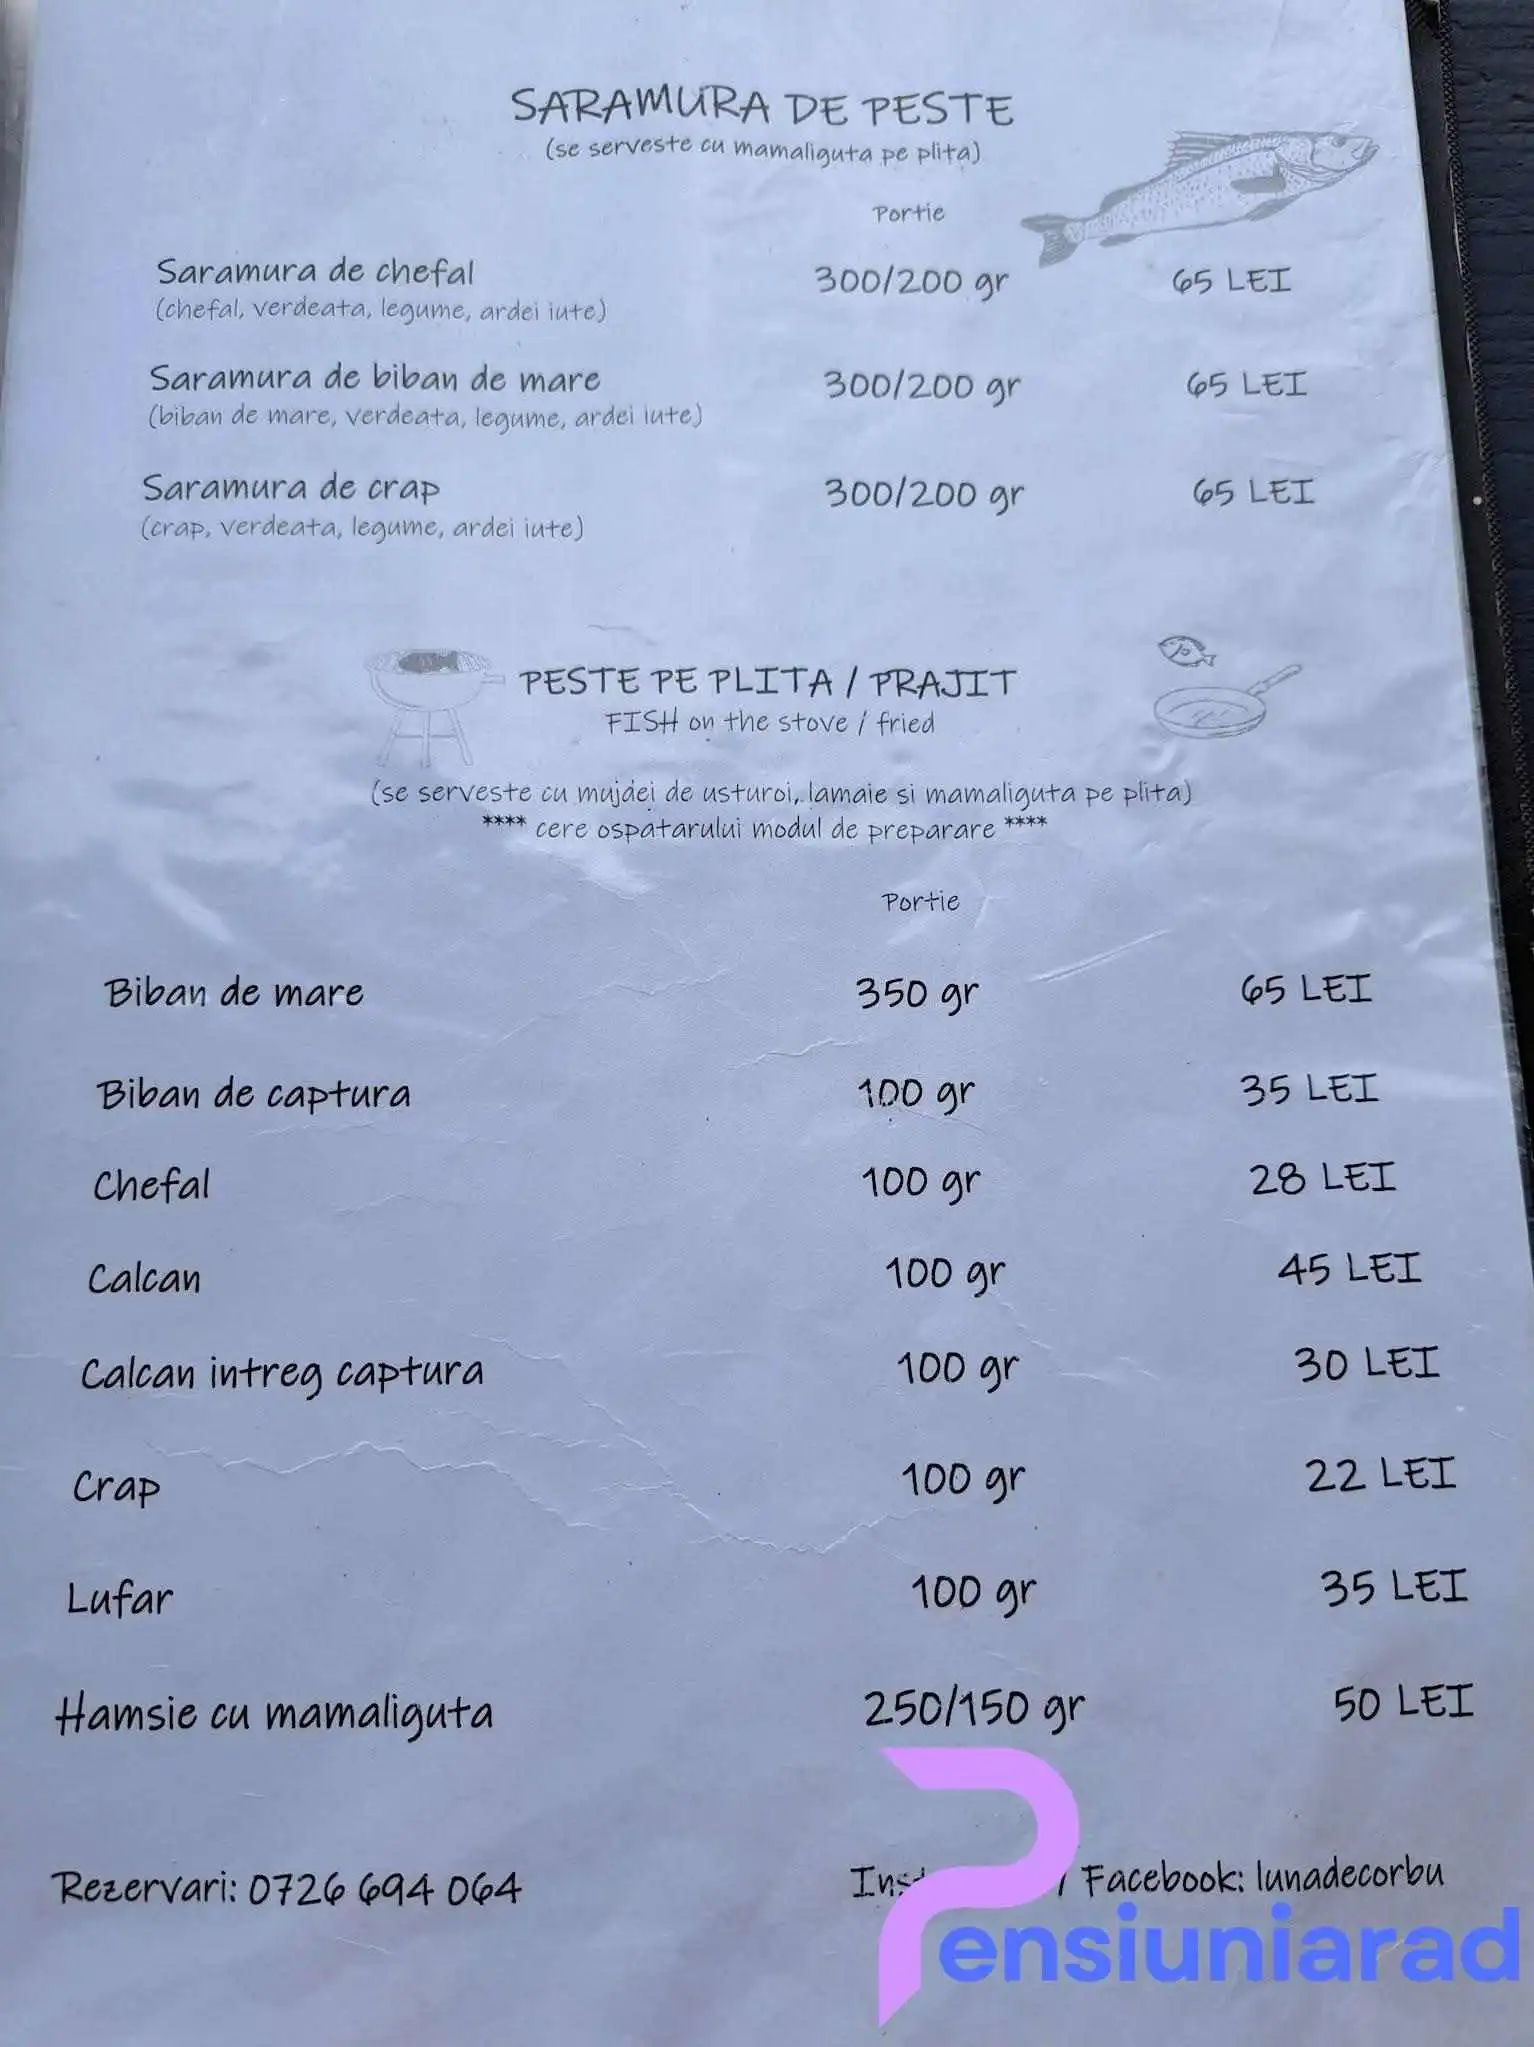 SARAMURA DE PESTE
(se serveste cu mamaliguta pe plita)
Portie
Saramura de chefal 300/200 gr 65 LEI
(chefal, verdeata, legume, ardei iute)
Saramura de biban de mare 300/200 gr 65 LEI
(biban de mare, verdeata, legume, ardei iute)
Saramura de crap 300/200 gr 65 LEI
(crap, verdeata, legume, ardei iute)
PESTE PE PLITA / PRAJIT
FISH on the stove / fried
(se serveste cu mujdei de usturoi, lamaie si mamaliguta pe plita)
**** cere ospatarului modul de preparare ****
Portie
Biban de mare 350 gr 65 LEI
Biban de captura 100 gr 35 LEI
Chefal 100 gr 28 LEI
Calcan 100 gr 45 LEI
Calcan intreg captura 100 gr 30 LEI
Crap 100 gr 22 LEI
Lufar 100 gr 35 LEI
Hamsie cu mamaliguta 250/150 gr 50 LEI
Rezervari: 0726 694 064 / Facebook: lunadecorbu
Pensiuniarad